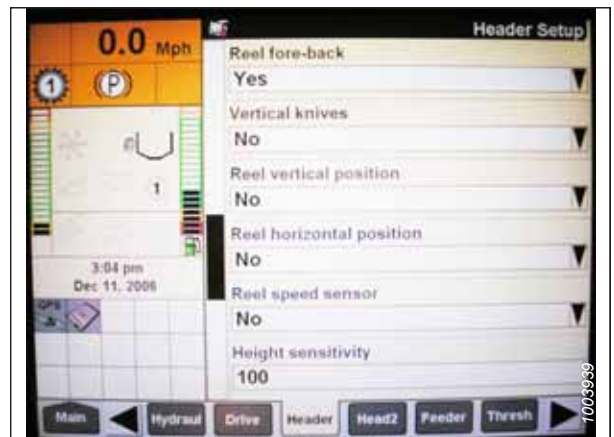 0.0 Mph
1
(P)
1
3:04 pm
Dec 11, 2006
GPS
Header Setup
Reel fore-back
Yes
Vertical knives
No
Reel vertical position
No
Reel horizontal position
No
Reel speed sensor
No
Height sensitivity
100
Main
Hydraul
Drive
Header
Head2
Feeder
Thresh
1003939